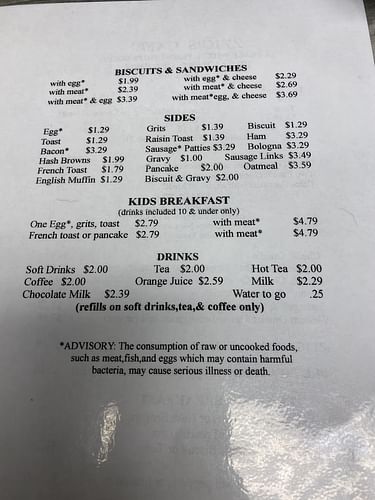 BISCUITS & SANDWICHES
with egg* $1.99 with egg* & cheese $2.29
with meat* $2.39 with meat* & cheese $2.69
with meat* & egg $3.39 with meat*egg, & cheese $3.69
SIDES
Egg* $1.29 Grits $1.39 Biscuit $1.29
Toast $1.29 Raisin Toast $1.39 Ham $3.29
Bacon* $3.29 Sausage* Patties $3.29 Bologna $3.29
Hash Browns $1.99 Gravy $1.00 Sausage Links $3.49
French Toast $1.79 Pancake $2.00 Oatmeal $3.59
English Muffin $1.29 Biscuit & Gravy $2.00
KIDS BREAKFAST
(drinks included 10 & under only)
One Egg*, grits, toast $2.79 with meat* $4.79
French toast or pancake $2.79 with meat* $4.79
DRINKS
Soft Drinks $2.00 Tea $2.00 Hot Tea $2.00
Coffee $2.00 Orange Juice $2.59 Milk $2.29
Chocolate Milk $2.39 Water to go .25
(refills on soft drinks,tea,& coffee only)
*ADVISORY: The consumption of raw or uncooked foods,
such as meat,fish,and eggs which may contain harmful
bacteria, may cause serious illness or death.